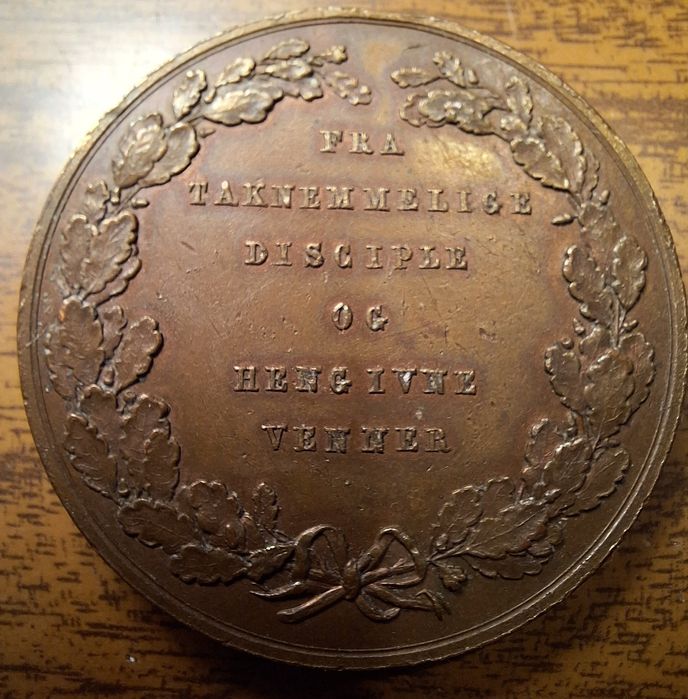 FRA
TAKNEMMELIGE
DISCIPLE
OG
HENGIVNE
VENNER